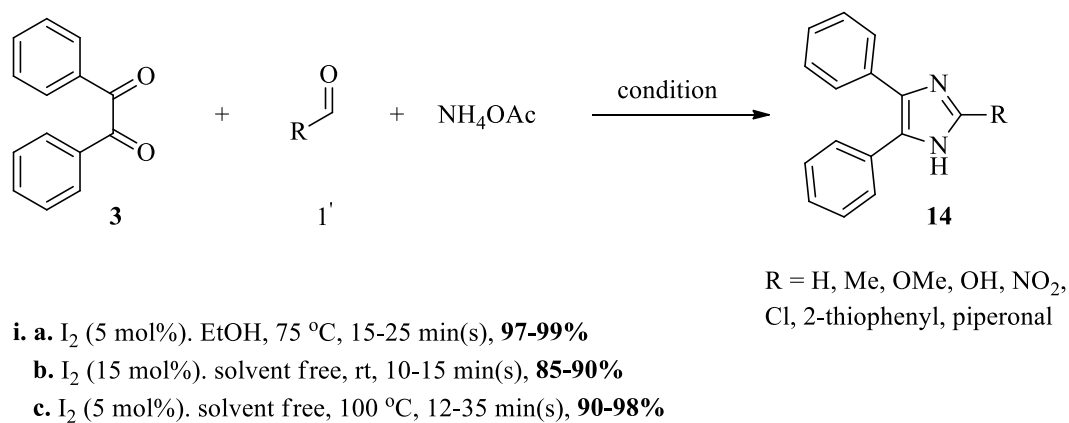 O
O
3
+
O
R
1'
+
NH₄OAc
condition
N
N
H
R
14
R = H, Me, OMe, OH, NO₂,
Cl, 2-thiophenyl, piperonal
i. a. I₂ (5 mol%). EtOH, 75 °C, 15-25 min(s), 97-99%
b. I₂ (15 mol%). solvent free, rt, 10-15 min(s), 85-90%
c. I₂ (5 mol%). solvent free, 100 °C, 12-35 min(s), 90-98%